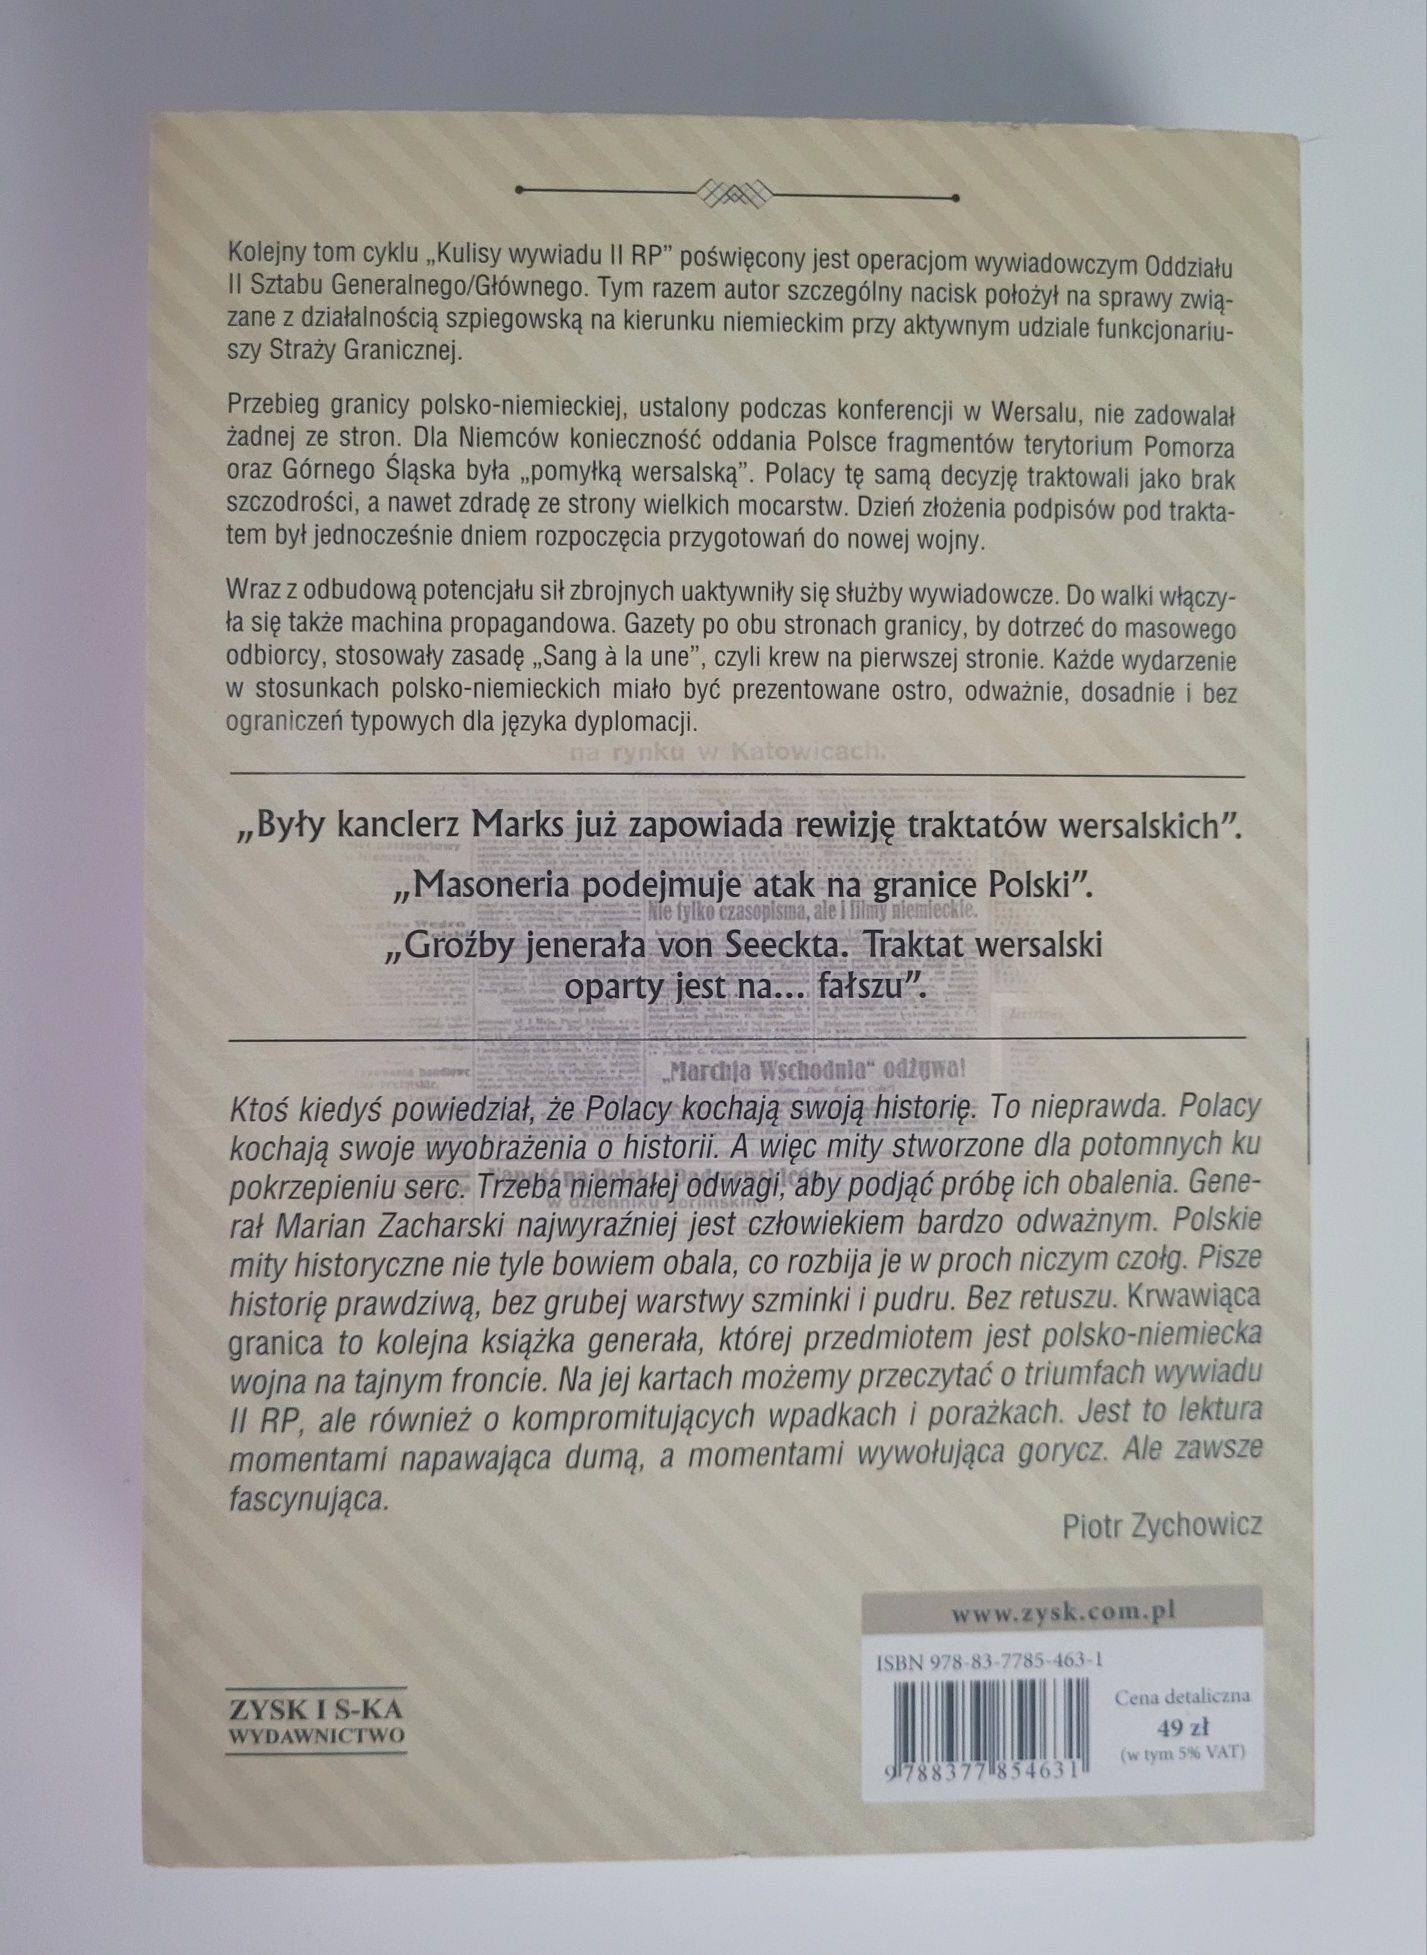 Kolejny tom cyklu „Kulisy wywiadu II RP” poświęcony jest operacjom wywiadowczym Oddziału
II Sztabu Generalnego/Głównego. Tym razem autor szczególny nacisk położył na sprawy zwią-
zane z działalnością szpiegowską na kierunku niemieckim przy aktywnym udziale funkcjonariu-
szy Straży Granicznej.
Przebieg granicy polsko-niemieckiej, ustalony podczas konferencji w Wersalu, nie zadowalał
żadnej ze stron. Dla Niemców konieczność oddania Polsce fragmentów terytorium Pomorza
oraz Górnego Śląska była „pomyłką wersalską”. Polacy tę samą decyzję traktowali jako brak
szczodrości, a nawet zdradę ze strony wielkich mocarstw. Dzień złożenia podpisów pod trakta-
tem był jednocześnie dniem rozpoczęcia przygotowań do nowej wojny.
Wraz z odbudową potencjału sił zbrojnych uaktywniły się służby wywiadowcze. Do walki włączy-
ła się także machina propagandowa. Gazety po obu stronach granicy, by dotrzeć do masowego
odbiorcy, stosowały zasadę „Sang à la une”, czyli krew na pierwszej stronie. Każde wydarzenie
w stosunkach polsko-niemieckich miało być prezentowane ostro, odważnie, dosadnie i bez
ograniczeń typowych dla języka dyplomacji.
na rynku w Katowicach.
„Były kanclerz Marks już zapowiada rewizję traktatów wersalskich”.
„Masoneria podejmuje atak na granice Polski”.
Nie tylko czasopisma, ale i filmy niemieckie.
„Groźby jenerała von Seeckta. Traktat wersalski
oparty jest na... fałszu”.
„Marchja Wschodnia“ odżywa!
Ktoś kiedyś powiedział, że Polacy kochają swoją historię. To nieprawda. Polacy
kochają swoje wyobrażenia o historii. A więc mity stworzone dla potomnych ku
pokrzepieniu serc. Trzeba niemałej odwagi, aby podjąć próbę ich obalenia. Gene-
w dzienniku berlińskim.
rał Marian Zacharski najwyraźniej jest człowiekiem bardzo odważnym. Polskie
mity historyczne nie tyle bowiem obala, co rozbija je w proch niczym czołg. Pisze
historię prawdziwą, bez grubej warstwy szminki i pudru. Bez retuszu. Krwawiąca
granica to kolejna książka generała, której przedmiotem jest polsko-niemiecka
wojna na tajnym froncie. Na jej kartach możemy przeczytać o triumfach wywiadu
II RP, ale również o kompromitujących wpadkach i porażkach. Jest to lektura
momentami napawająca dumą, a momentami wywołująca gorycz. Ale zawsze
fascynująca.
Piotr Zychowicz
www.zysk.com.pl
ISBN 978-83-7785-463-1
Cena detaliczna
49 zł
(w tym 5% VAT)
9 788377 854631
ZYSK I S-KA
WYDAWNICTWO